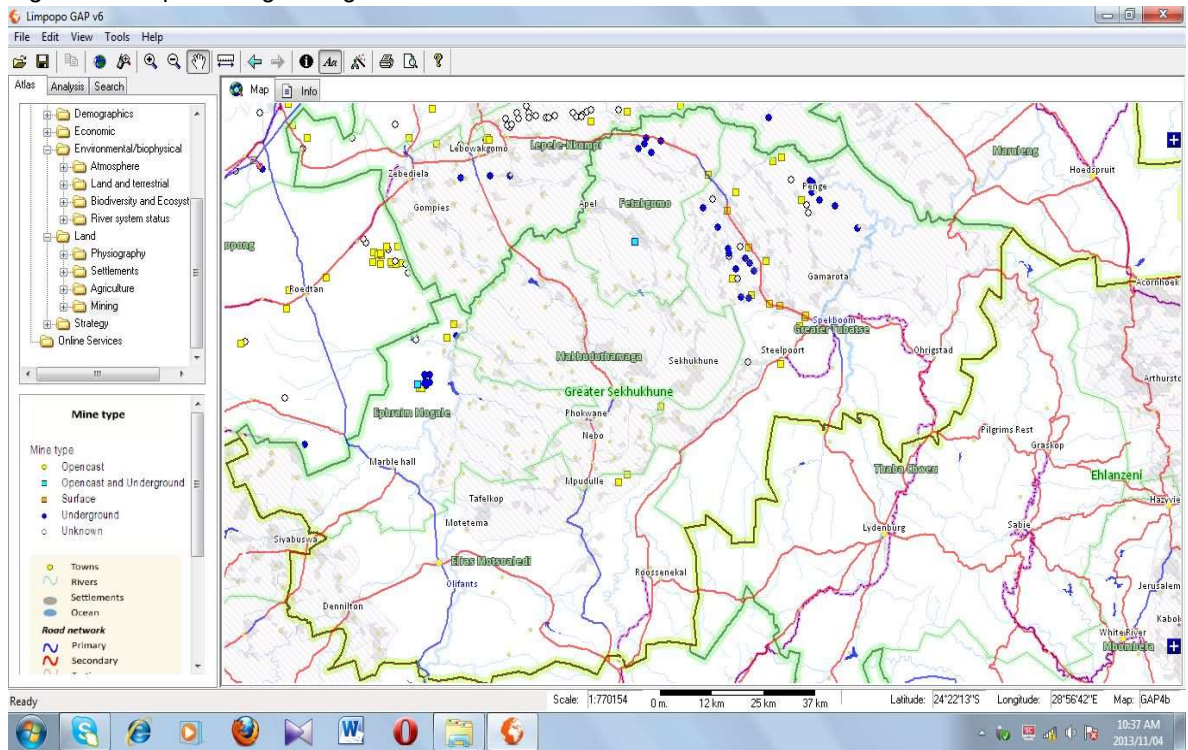 Limpopo GAP v6
File Edit View Tools Help
Atlas Analysis Search
Map Info
Demographics
Economic
Environmental/biophysical
Atmosphere
Land and terrestrial
Biodiversity and Ecosyst
River system status
Land
Physiography
Settlements
Agriculture
Mining
Strategy
Online Services
Mine type
Mine type
Opencast
Opencast and Underground
Surface
Underground
Unknown
Towns
Rivers
Settlements
Ocean
Road network
Primary
Secondary
Lebowakgomo
Lepele-Nkumpi
Maruleng
Hoedspruit
Zebediela
Penge
Gompies
Apel
Fetakgomo
opong
Gamarota
Roedtan
Acornhoek
Spekboom
Greater Tubatse
Steelpoort
Ohrigstad
Makhuduthamaga
Sekhukhune
Arthursto
Greater Sekhukhune
Ephraim Mogale
Phokwane
Nebo
Pilgrims Rest
Graskop
Marble hall
Mpudulle
Thaba Chweu
Ehlanzeni
Tafelkop
Hazyvie
Motetema
Lydenburg
Sabie
Siyabuswa
Elias Motsoaledi
Roossenekal
Olifants
Jerusalem
Dennilton
Kabok
White River
Mbombela
Ready
Scale: 1:770154 0 m. 12 km 25 km 37 km Latitude: 24°22'13"S Longitude: 28°56'42"E Map: GAP4b
10:37 AM
2013/11/04